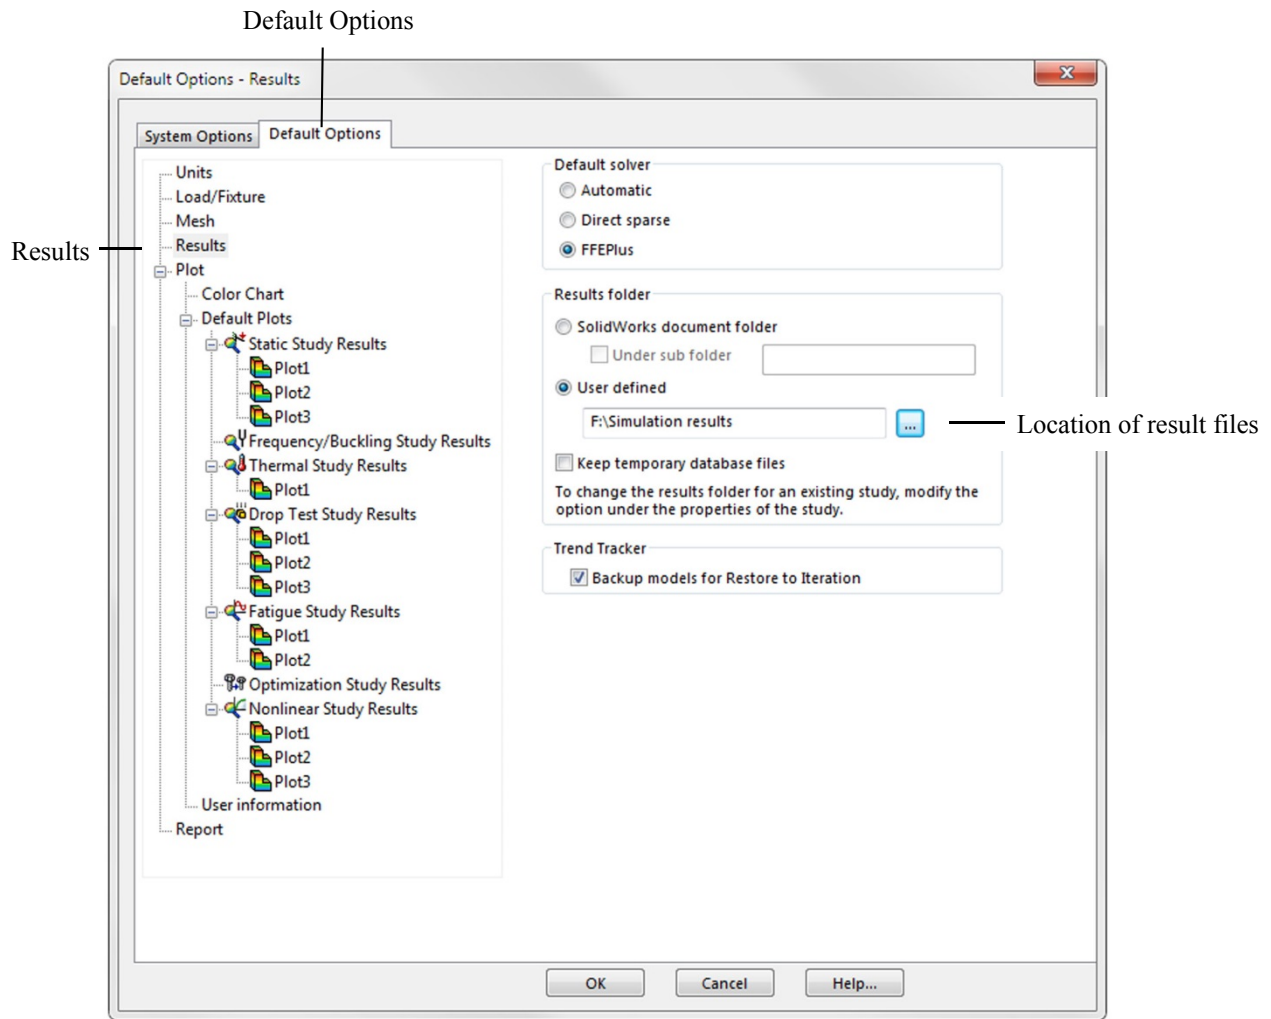 Default Options
Default Options - Results
System Options
Default Options
Units
Load/Fixture
Mesh
Results
Results
Plot
Color Chart
Default Plots
Static Study Results
Plot1
Plot2
Plot3
Frequency/Buckling Study Results
Thermal Study Results
Plot1
Drop Test Study Results
Plot1
Plot2
Plot3
Fatigue Study Results
Plot1
Plot2
Optimization Study Results
Nonlinear Study Results
Plot1
Plot2
Plot3
User information
Report
Default solver
Automatic
Direct sparse
FFEPlus
Results folder
SolidWorks document folder
Under sub folder
User defined
F:\Simulation results
...
Location of result files
Keep temporary database files
To change the results folder for an existing study, modify the
option under the properties of the study.
Trend Tracker
Backup models for Restore to Iteration
OK
Cancel
Help...